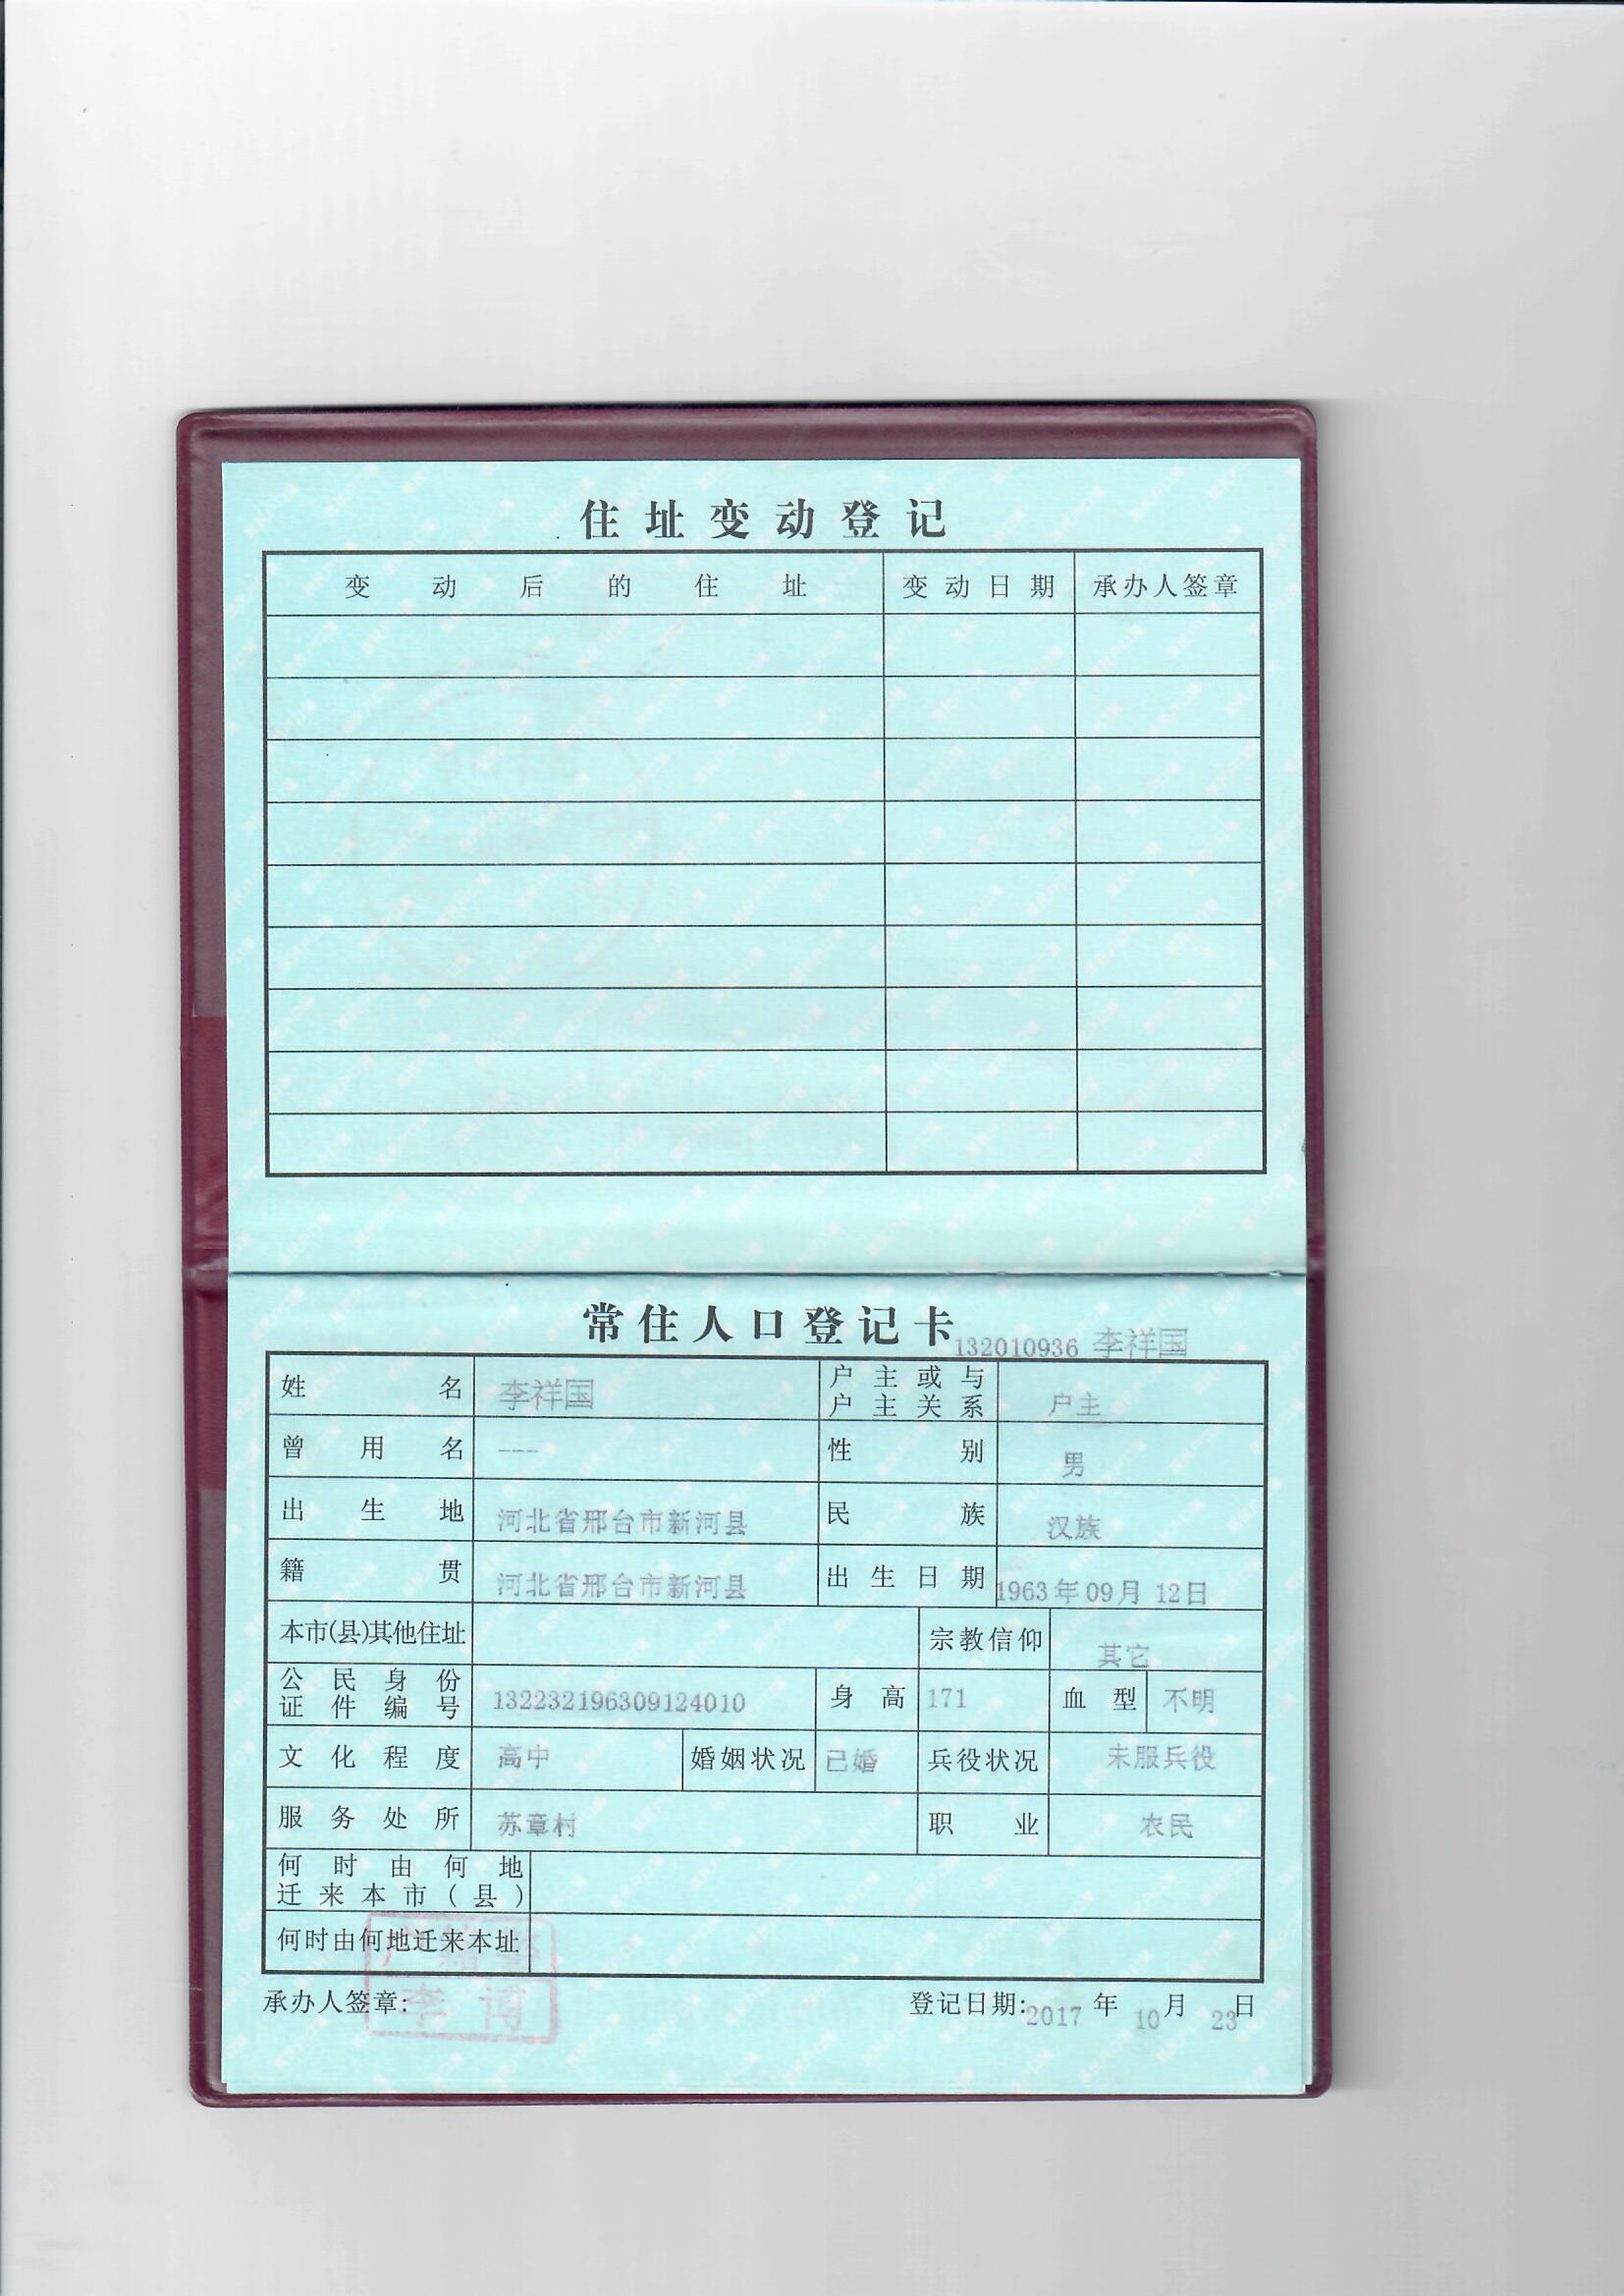 住址变动登记
变动后的住址 变动日期 承办人签章
常住人口登记卡
132010936 李祥国
姓名 李祥国 户主或与户主关系 户主
曾用名 --- 性别 男
出生地 河北省邢台市新河县 民族 汉族
籍贯 河北省邢台市新河县 出生日期 1963年09月12日
本市(县)其他住址 宗教信仰 其它
公民身份证件编号 132232196309124010 身高 171 血型 不明
文化程度 高中 婚姻状况 已婚 兵役状况 未服兵役
服务处所 苏章村 职业 农民
何时由何地迁来本市(县)
何时由何地迁来本址
承办人签章: 李博 登记日期: 2017年10月23日